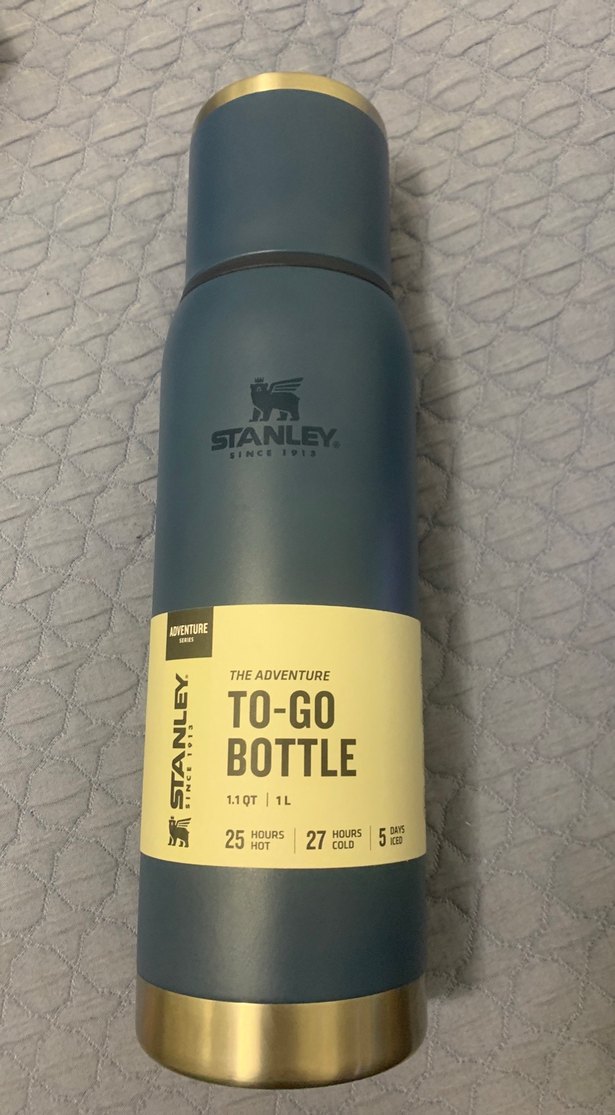 STANLEY®
SINCE 1913
ADVENTURE
SERIES
STANLEY®
SINCE 1913
THE ADVENTURE
TO-GO
BOTTLE
1.1 QT | 1 L
25 HOURS HOT | 27 HOURS COLD | 5 DAYS ICED